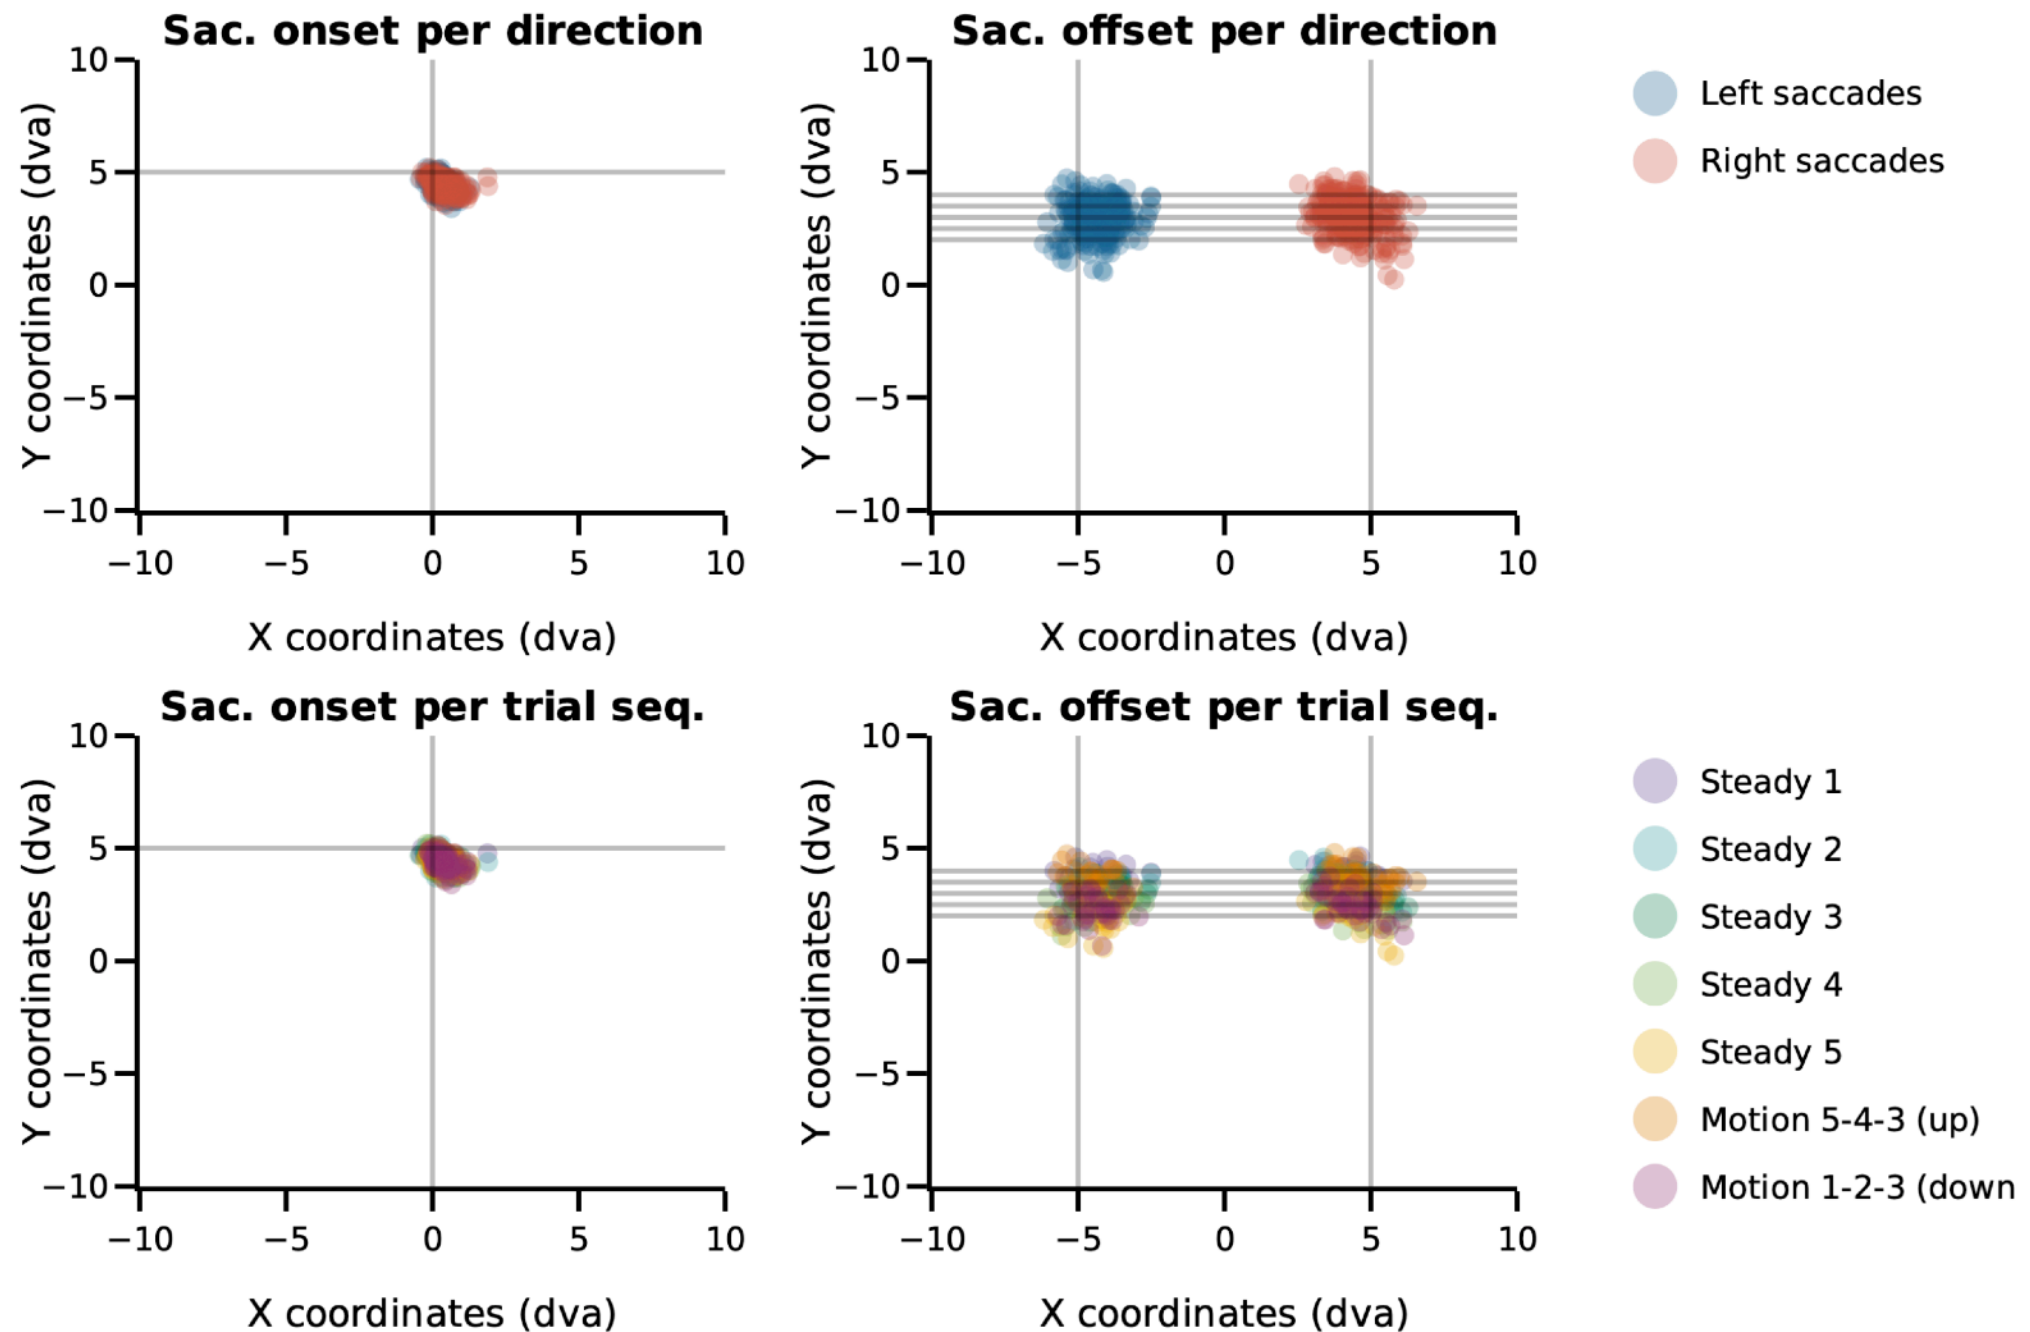 Sac. onset per direction
Sac. offset per direction
10
5
0
−5
−10
Y coordinates (dva)
−10 −5 0 5 10
X coordinates (dva)
10
5
0
−5
−10
Y coordinates (dva)
−10 −5 0 5 10
X coordinates (dva)
Left saccades
Right saccades
Sac. onset per trial seq.
Sac. offset per trial seq.
10
5
0
−5
−10
Y coordinates (dva)
−10 −5 0 5 10
X coordinates (dva)
10
5
0
−5
−10
Y coordinates (dva)
−10 −5 0 5 10
X coordinates (dva)
Steady 1
Steady 2
Steady 3
Steady 4
Steady 5
Motion 5-4-3 (up)
Motion 1-2-3 (down